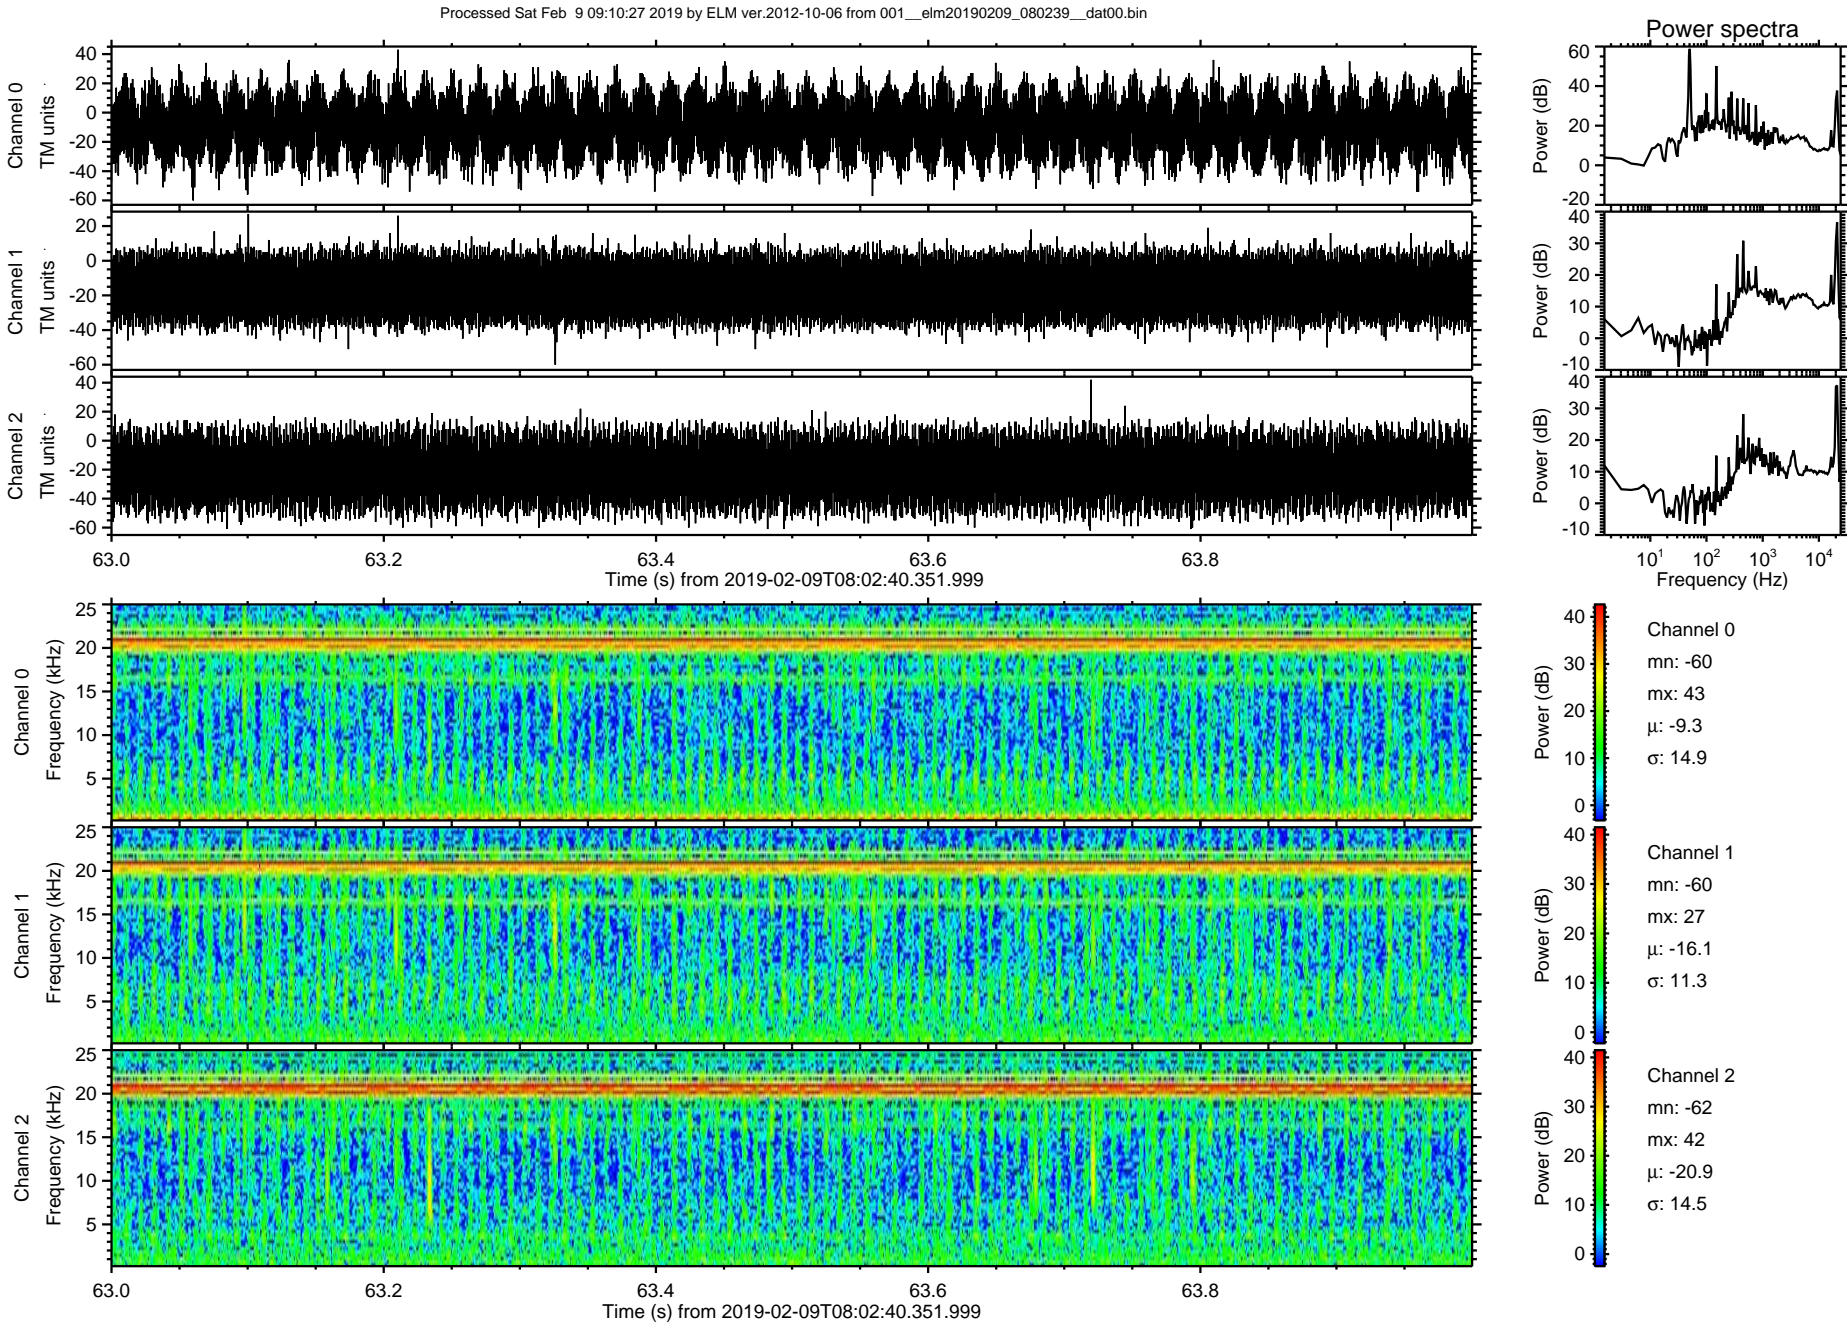 Processed Sat Feb 9 09:10:27 2019 by ELM ver.2012-10-06 from 001__elm20190209_080239__dat00.bin
Power spectra
Channel 0
TM units
40
20
0
-20
-40
-60
Power (dB)
60
40
20
0
-20
Channel 1
TM units
20
0
-20
-40
-60
Power (dB)
40
30
20
10
0
-10
Channel 2
TM units
40
20
0
-20
-40
-60
Power (dB)
40
30
20
10
0
-10
63.0 63.2 63.4 63.6 63.8
Time (s) from 2019-02-09T08:02:40.351.999
10¹ 10² 10³ 10⁴
Frequency (Hz)
Channel 0
Frequency (kHz)
25
20
15
10
5
Power (dB)
40
30
20
10
0
Channel 0
mn: -60
mx: 43
μ: -9.3
σ: 14.9
Channel 1
Frequency (kHz)
25
20
15
10
5
Power (dB)
40
30
20
10
0
Channel 1
mn: -60
mx: 27
μ: -16.1
σ: 11.3
Channel 2
Frequency (kHz)
25
20
15
10
5
Power (dB)
40
30
20
10
0
Channel 2
mn: -62
mx: 42
μ: -20.9
σ: 14.5
63.0 63.2 63.4 63.6 63.8
Time (s) from 2019-02-09T08:02:40.351.999